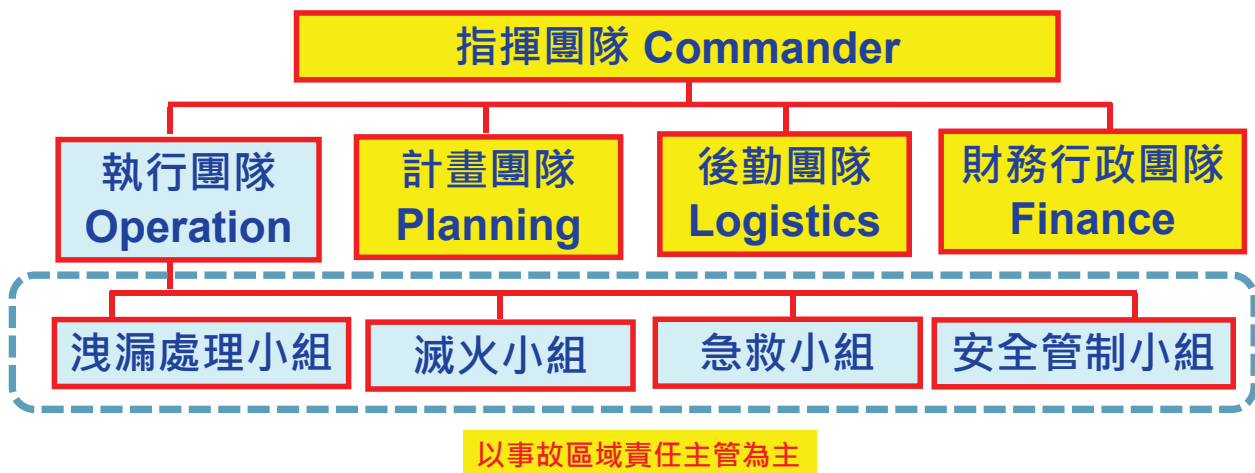 指揮團隊 Commander
執行團隊
Operation
計畫團隊
Planning
後勤團隊
Logistics
財務行政團隊
Finance
洩漏處理小組
滅火小組
急救小組
安全管制小組
以事故區域責任主管為主